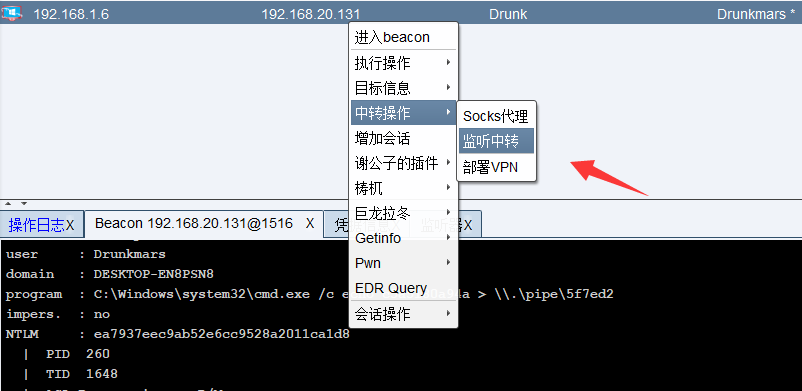 192.168.1.6 192.168.20.131 Drunk Drunkmars *
进入beacon
执行操作
目标信息
中转操作
Socks代理
增加会话
监听中转
谢公子的插件
部署VPN
梼杌
巨龙拉冬
Getinfo
Pwn
EDR Query
会话操作
操作日志X Beacon 192.168.20.131@1516 X 凭 器X
user : Drunkmars
domain : DESKTOP-EN8PSN8
program : C:\Windows\system32\cmd.exe /c e > \\.\pipe\5f7ed2
impers. : no
NTLM : ea7937eec9ab52e6cc9528a2011ca1d8
| PID 260
| TID 1648